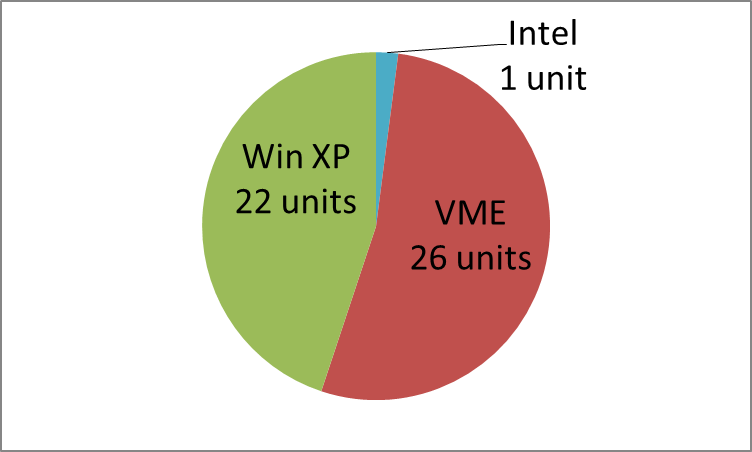 Intel
1 unit
Win XP
22 units
VME
26 units